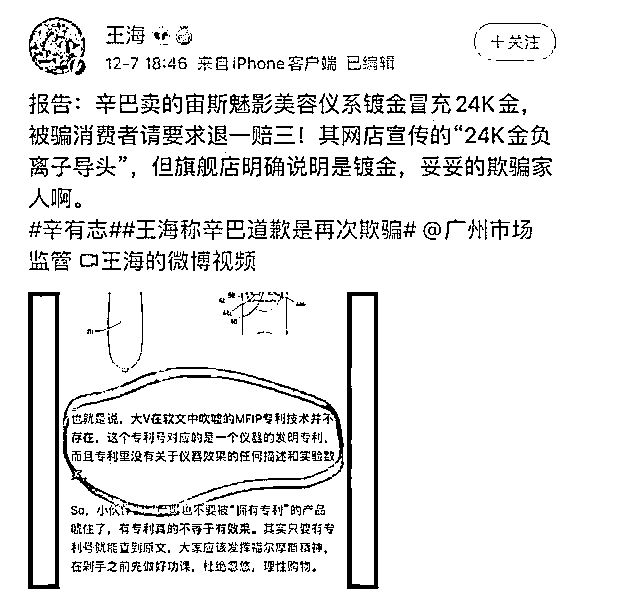 王海
+关注
12-7 18:46 来自iPhone客户端 已编辑
报告：辛巴卖的宙斯魅影美容仪系镀金冒充24K金，
被骗消费者请要求退一赔三！其网店宣传的“24K金负
离子导头”，但旗舰店明确说明是镀金，妥妥的欺骗家
人啊。
#辛有志##王海称辛巴道歉是再次欺骗# @广州市场
监管 王海的微博视频
也就是说，大V在软文中吹嘘的MFIP专利技术并不
存在，这个专利号对应的是一个仪器的发明专利，
而且专利里没有关于仪器效果的任何描述和实验数
So，小伙伴 也不要被“拥有专利”的产品
唬住了，有专利真的不等于有效果。其实只要有专
利号就能查到原文，大家应该发挥福尔摩斯精神，
在剁手之前先做好功课，杜绝忽悠，理性购物。